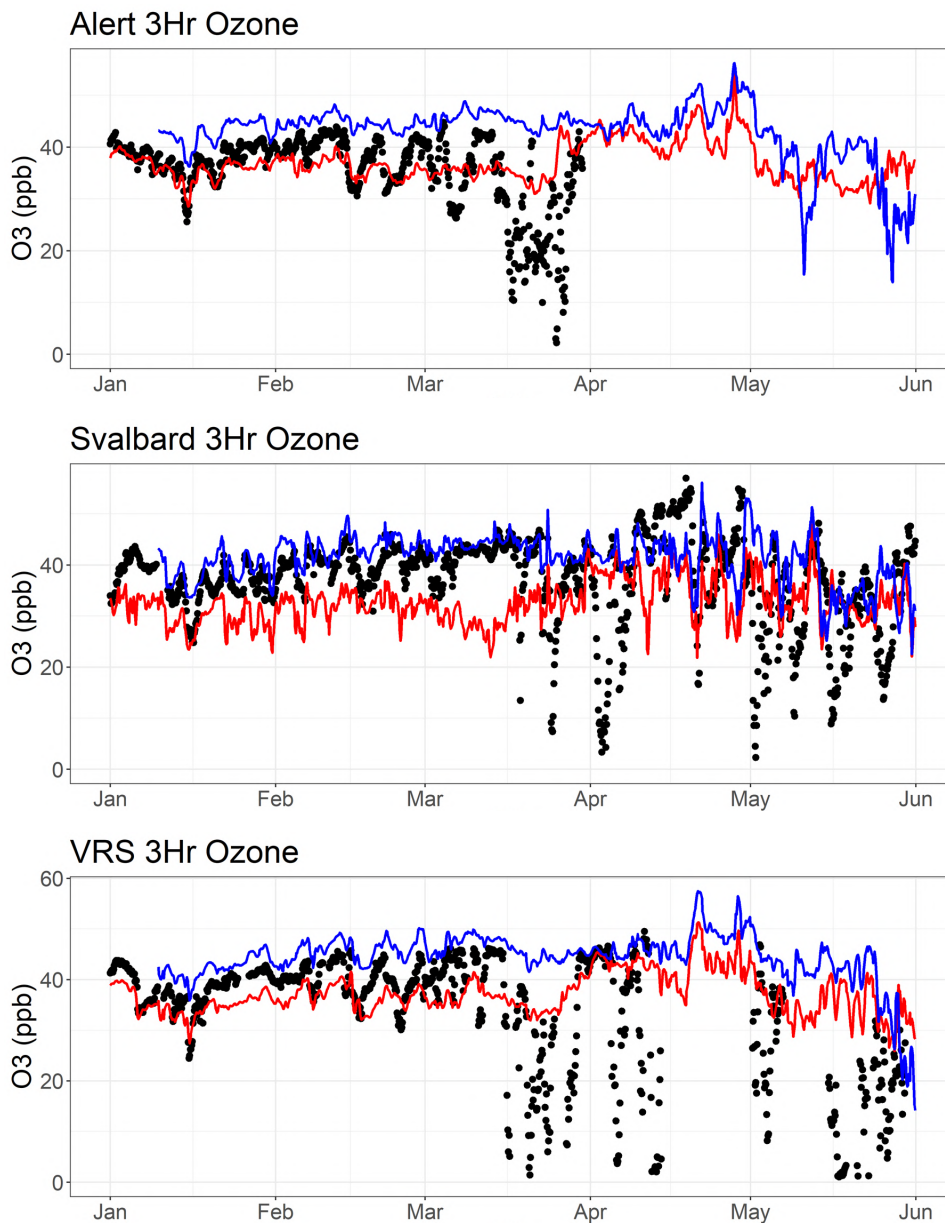 Alert 3Hr Ozone
O3 (ppb)
40
20
0
Jan Feb Mar Apr May Jun
Svalbard 3Hr Ozone
O3 (ppb)
40
20
0
Jan Feb Mar Apr May Jun
VRS 3Hr Ozone
O3 (ppb)
60
40
20
0
Jan Feb Mar Apr May Jun